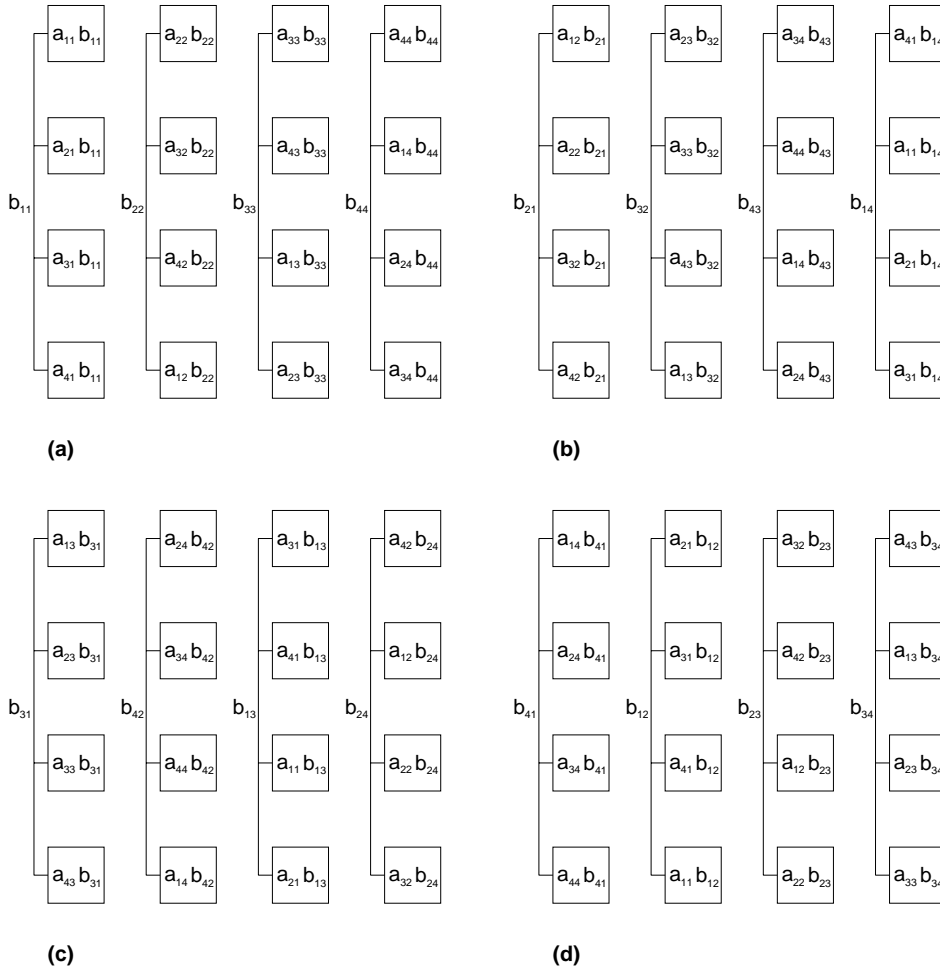 a₁₁ b₁₁ a₂₂ b₂₂ a₃₃ b₃₃ a₄₄ b₄₄
a₂₁ b₁₁ a₃₂ b₂₂ a₄₃ b₃₃ a₁₄ b₄₄
b₁₁ b₂₂ b₃₃ b₄₄
a₃₁ b₁₁ a₄₂ b₂₂ a₁₃ b₃₃ a₂₄ b₄₄
a₄₁ b₁₁ a₁₂ b₂₂ a₂₃ b₃₃ a₃₄ b₄₄
(a)
a₁₂ b₂₁ a₂₃ b₃₂ a₃₄ b₄₃ a₄₁ b₁₄
a₂₂ b₂₁ a₃₃ b₃₂ a₄₄ b₄₃ a₁₁ b₁₄
b₂₁ b₃₂ b₄₃ b₁₄
a₃₂ b₂₁ a₄₃ b₃₂ a₁₄ b₄₃ a₂₁ b₁₄
a₄₂ b₂₁ a₁₃ b₃₂ a₂₄ b₄₃ a₃₁ b₁₄
(b)
a₁₃ b₃₁ a₂₄ b₄₂ a₃₁ b₁₃ a₄₂ b₂₄
a₂₃ b₃₁ a₃₄ b₄₂ a₄₁ b₁₃ a₁₂ b₂₄
b₃₁ b₄₂ b₁₃ b₂₄
a₃₃ b₃₁ a₄₄ b₄₂ a₁₁ b₁₃ a₂₂ b₂₄
a₄₃ b₃₁ a₁₄ b₄₂ a₂₁ b₁₃ a₃₂ b₂₄
(c)
a₁₄ b₄₁ a₂₁ b₁₂ a₃₂ b₂₃ a₄₃ b₃₄
a₂₄ b₄₁ a₃₁ b₁₂ a₄₂ b₂₃ a₁₃ b₃₄
b₄₁ b₁₂ b₂₃ b₃₄
a₃₄ b₄₁ a₄₁ b₁₂ a₁₂ b₂₃ a₂₃ b₃₄
a₄₄ b₄₁ a₁₁ b₁₂ a₂₂ b₂₃ a₃₃ b₃₄
(d)